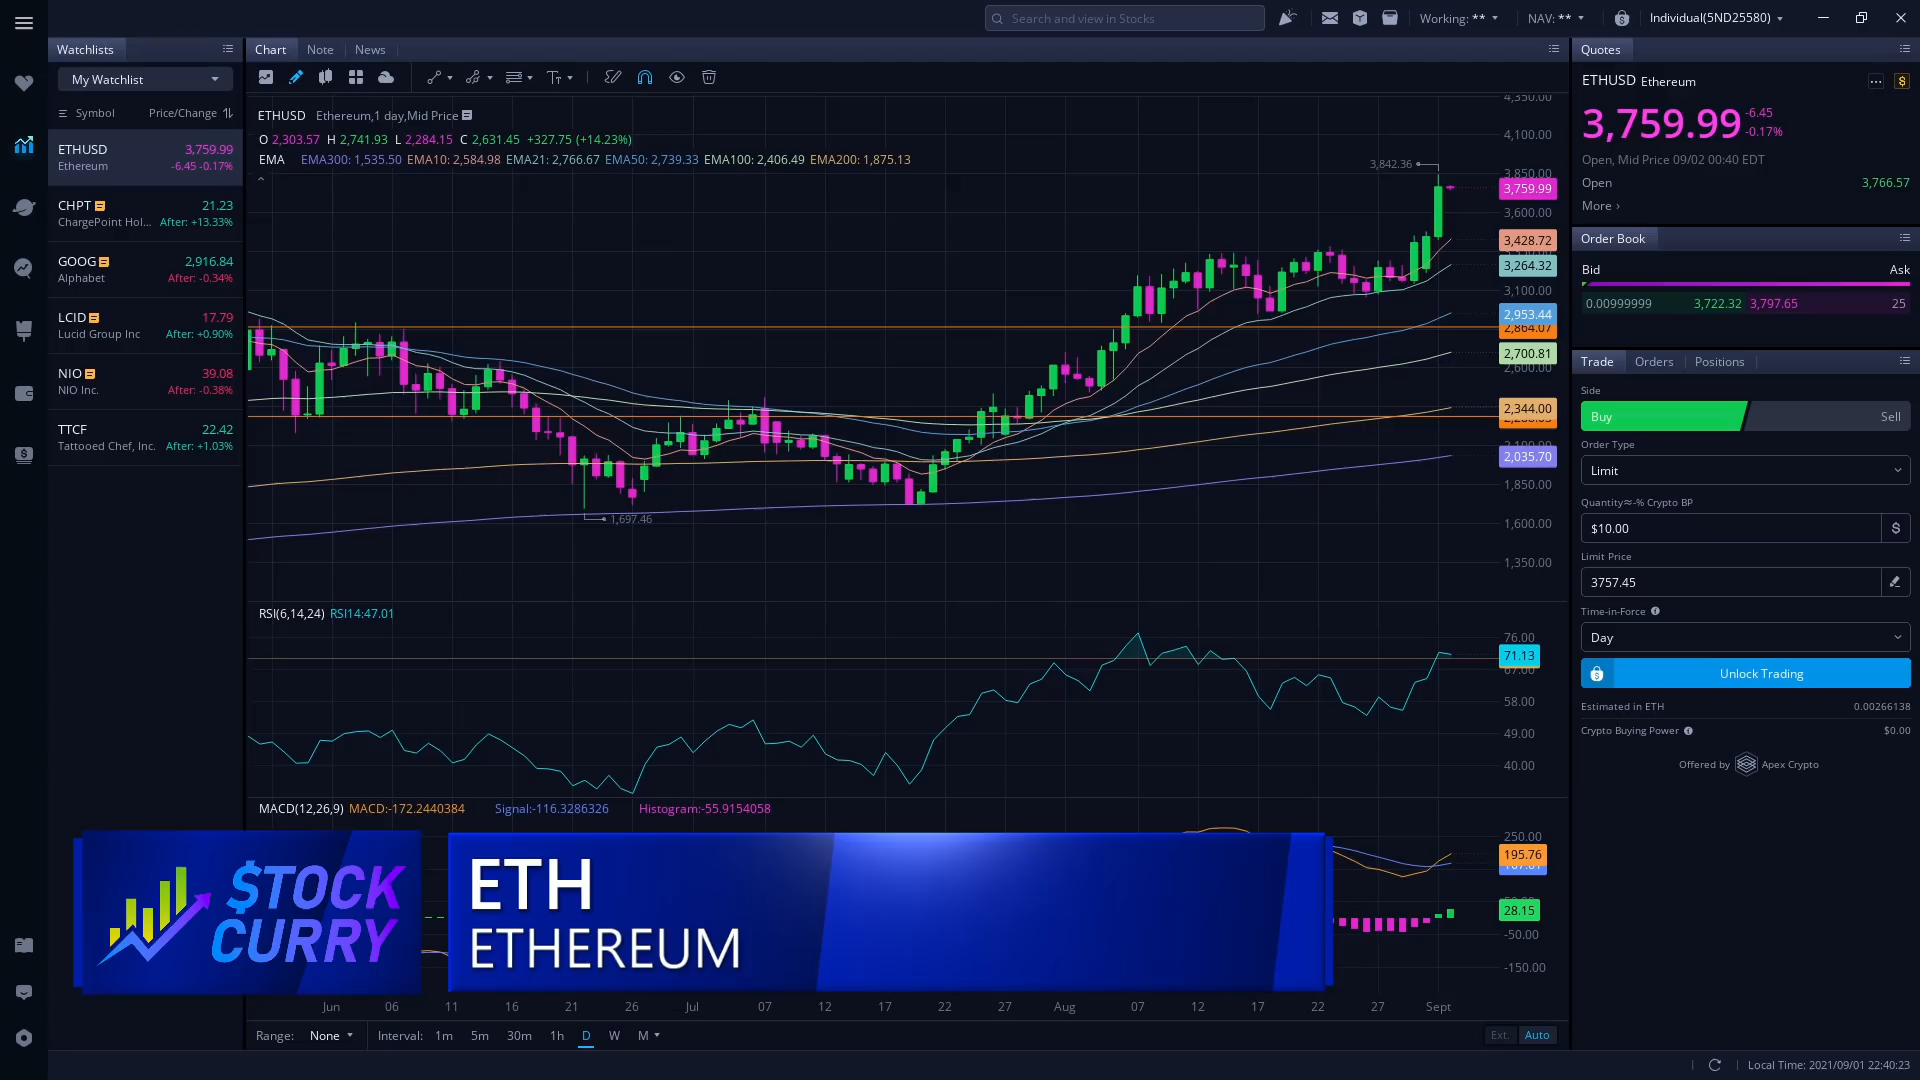 Search and view in Stocks
Working: **
NAV: **
Individual(5ND25580)
Watchlists
My Watchlist
Symbol Price/Change
ETHUSD 3,759.99
Ethereum -6.45 -0.17%
CHPT 21.23
ChargePoint Hol... After: +13.33%
GOOG 2,916.84
Alphabet After: -0.34%
LCID 17.79
Lucid Group Inc After: +0.90%
NIO 39.08
NIO Inc. After: -0.38%
TTCF 22.42
Tattooed Chef, Inc. After: +1.03%
Chart Note News
ETHUSD Ethereum,1 day,Mid Price
O 2,303.57 H 2,741.93 L 2,284.15 C 2,631.45 +327.75 (+14.23%)
EMA EMA300: 1,535.50 EMA10: 2,584.98 EMA21: 2,766.67 EMA50: 2,739.33 EMA100: 2,406.49 EMA200: 1,875.13
3,842.36
1,697.46
4,350.00
4,100.00
3,850.00
3,759.99
3,600.00
3,428.72
3,264.32
3,100.00
2,953.44
2,864.07
2,700.81
2,600.00
2,344.00
2,100.00
2,035.70
1,850.00
1,600.00
1,350.00
RSI(6,14,24) RSI14:47.01
76.00
71.13
67.00
58.00
49.00
40.00
MACD(12,26,9) MACD:-172.2440384 Signal:-116.3286326 Histogram:-55.9154058
250.00
195.76
28.15
-50.00
-150.00
$TOCK
CURRY
ETH
ETHEREUM
Jun 06 11 16 21 26 Jul 07 12 17 22 27 Aug 07 12 17 22 27 Sept
Range: None Interval: 1m 5m 30m 1h D W M
Ext. Auto
Quotes
ETHUSD Ethereum
3,759.99 -6.45
-0.17%
Open, Mid Price 09/02 00:40 EDT
Open 3,766.57
More ›
Order Book
Bid Ask
0.00999999 3,722.32 3,797.65 25
Trade Orders Positions
Side
Buy Sell
Order Type
Limit
Quantity≈-% Crypto BP
$10.00 $
Limit Price
3757.45
Time-in-Force
Day
Unlock Trading
Estimated in ETH 0.00266138
Crypto Buying Power $0.00
Offered by Apex Crypto
Local Time: 2021/09/01 22:40:23